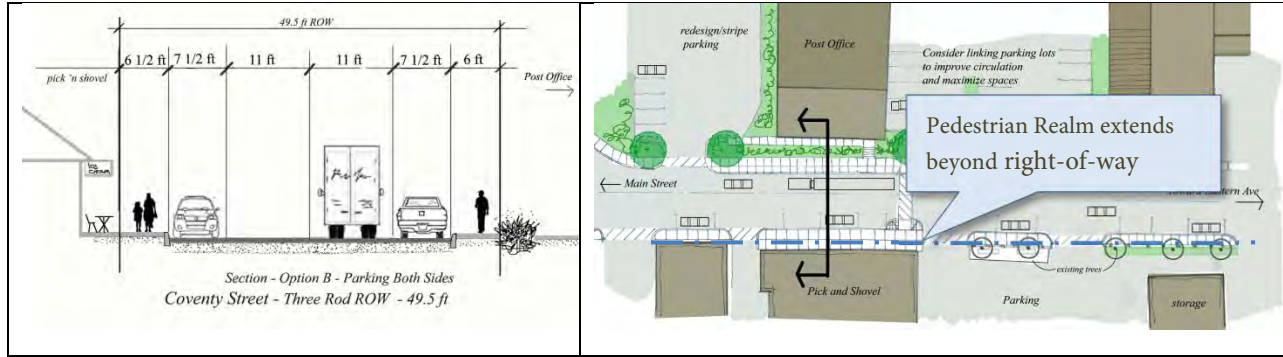 49.5 ft ROW
6 1/2 ft 7 1/2 ft 11 ft 11 ft 7 1/2 ft 6 ft
pick 'n shovel
Post Office
Section - Option B - Parking Both Sides
Coventy Street - Three Rod ROW - 49.5 ft
redesign/stripe
parking
Post Office
Consider linking parking lots
to improve circulation
and maximize spaces
Pedestrian Realm extends
beyond right-of-way
Main Street
existing trees
Pick and Shovel
Parking
storage